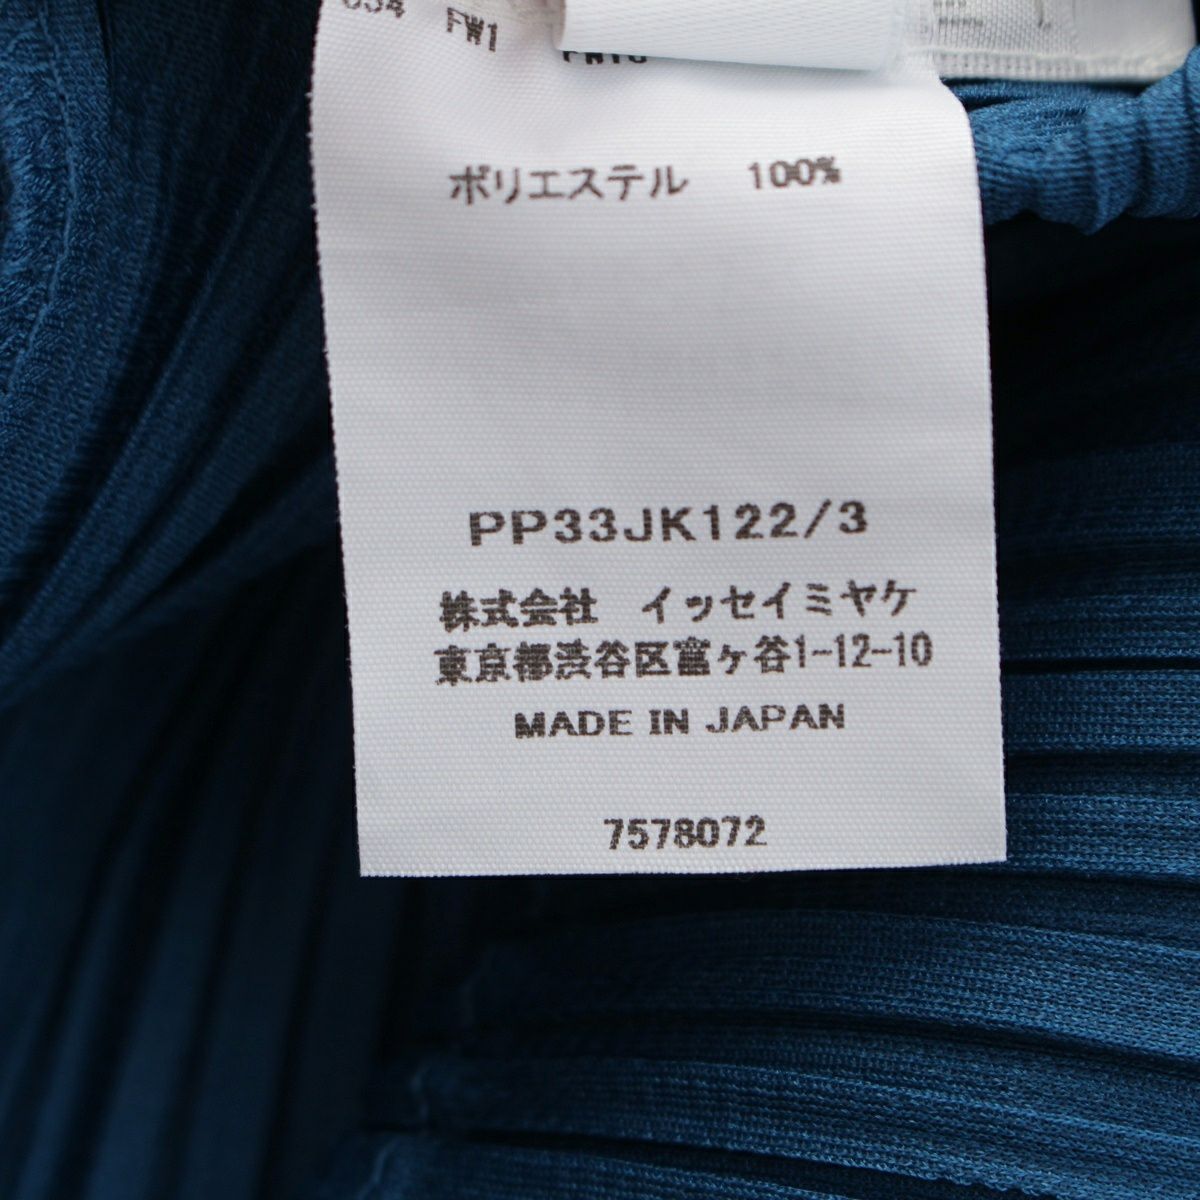 FW1
ポリエステル 100%
PP33JK122/3
株式会社 イッセイミヤケ
東京都渋谷区富ヶ谷1-12-10
MADE IN JAPAN
7578072